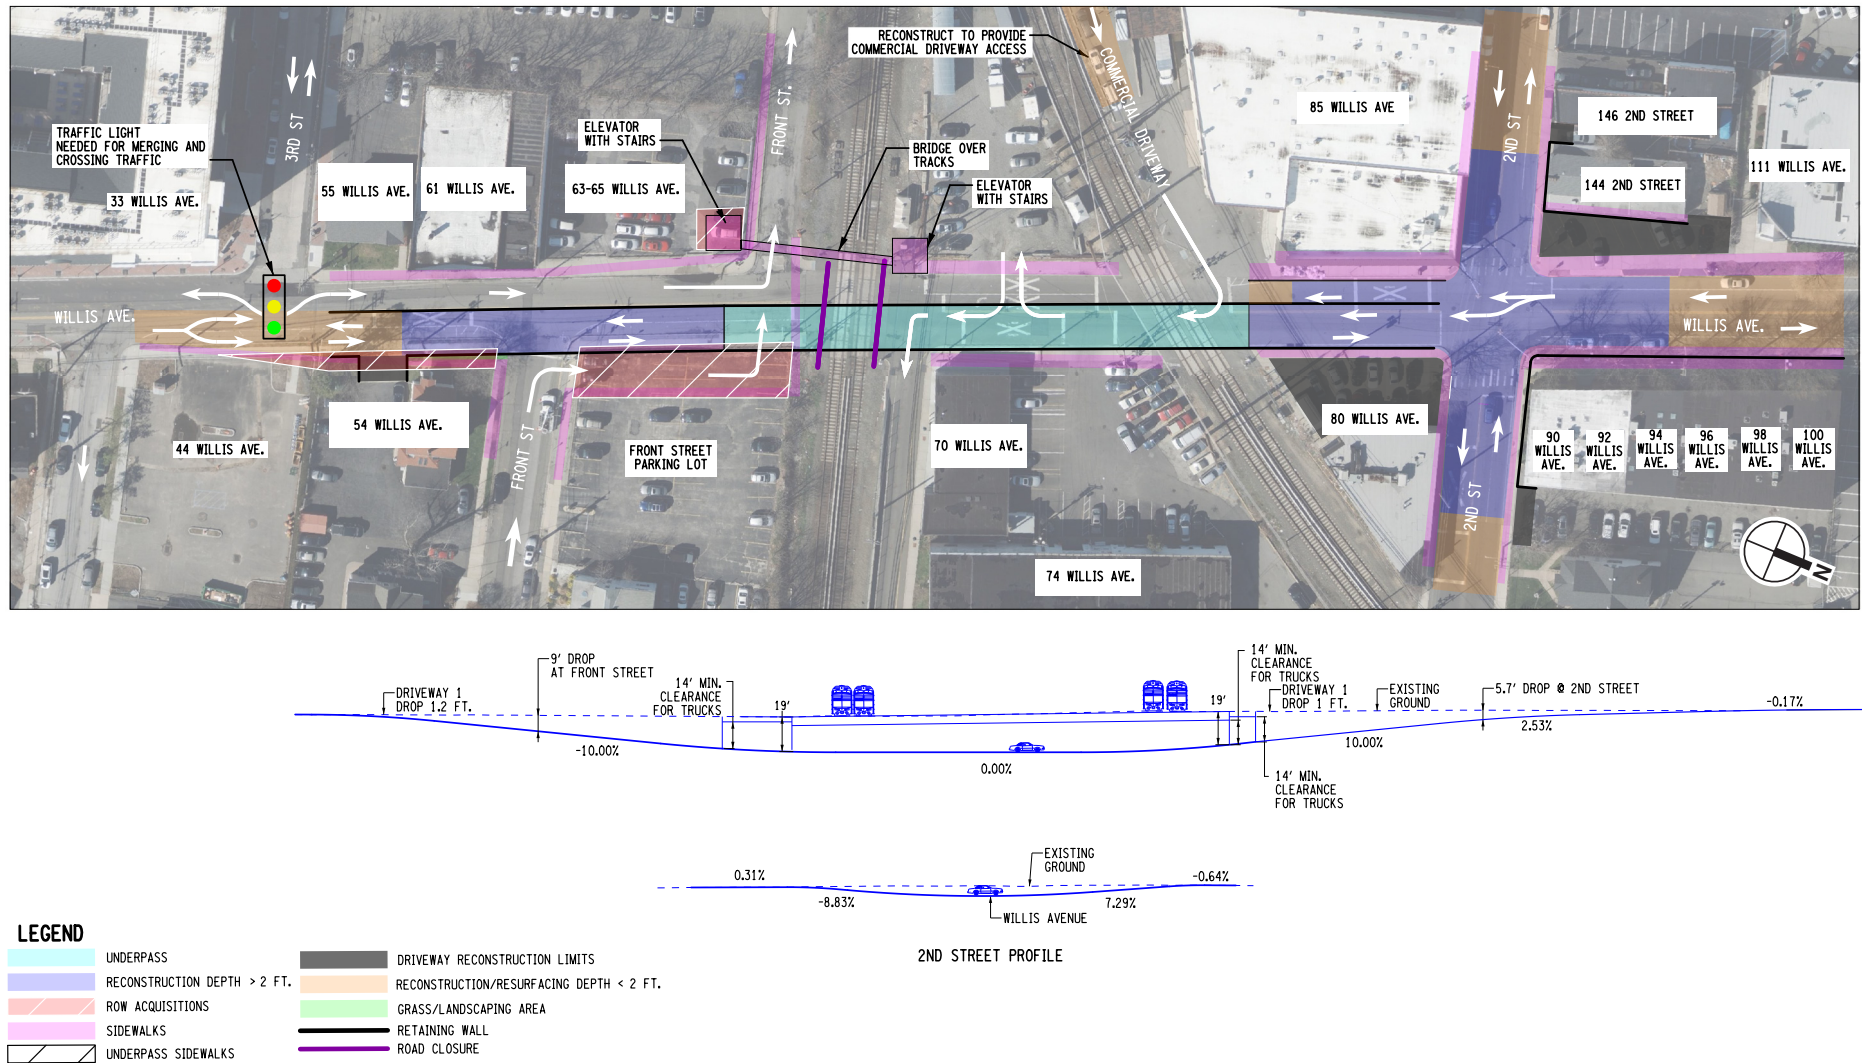 RECONSTRUCT TO PROVIDE
COMMERCIAL DRIVEWAY ACCESS
COMMERCIAL DRIVEWAY
TRAFFIC LIGHT
NEEDED FOR MERGING AND
CROSSING TRAFFIC
3RD ST
33 WILLIS AVE.
55 WILLIS AVE.
61 WILLIS AVE.
63-65 WILLIS AVE.
ELEVATOR
WITH STAIRS
FRONT ST.
BRIDGE OVER
TRACKS
ELEVATOR
WITH STAIRS
85 WILLIS AVE
2ND ST
146 2ND STREET
144 2ND STREET
111 WILLIS AVE.
WILLIS AVE.
WILLIS AVE.
44 WILLIS AVE.
54 WILLIS AVE.
FRONT ST
FRONT STREET
PARKING LOT
70 WILLIS AVE.
74 WILLIS AVE.
80 WILLIS AVE.
2ND ST
90
WILLIS
AVE.
92
WILLIS
AVE.
94
WILLIS
AVE.
96
WILLIS
AVE.
98
WILLIS
AVE.
100
WILLIS
AVE.
N
DRIVEWAY 1
DROP 1.2 FT.
9' DROP
AT FRONT STREET
14' MIN.
CLEARANCE
FOR TRUCKS
19'
19'
14' MIN.
CLEARANCE
FOR TRUCKS
DRIVEWAY 1
DROP 1 FT.
EXISTING
GROUND
5.7' DROP @ 2ND STREET
-0.17%
-10.00%
0.00%
10.00%
2.53%
14' MIN.
CLEARANCE
FOR TRUCKS
EXISTING
GROUND
0.31%
-8.83%
7.29%
-0.64%
WILLIS AVENUE
2ND STREET PROFILE
LEGEND
UNDERPASS
RECONSTRUCTION DEPTH > 2 FT.
ROW ACQUISITIONS
SIDEWALKS
UNDERPASS SIDEWALKS
DRIVEWAY RECONSTRUCTION LIMITS
RECONSTRUCTION/RESURFACING DEPTH < 2 FT.
GRASS/LANDSCAPING AREA
RETAINING WALL
ROAD CLOSURE